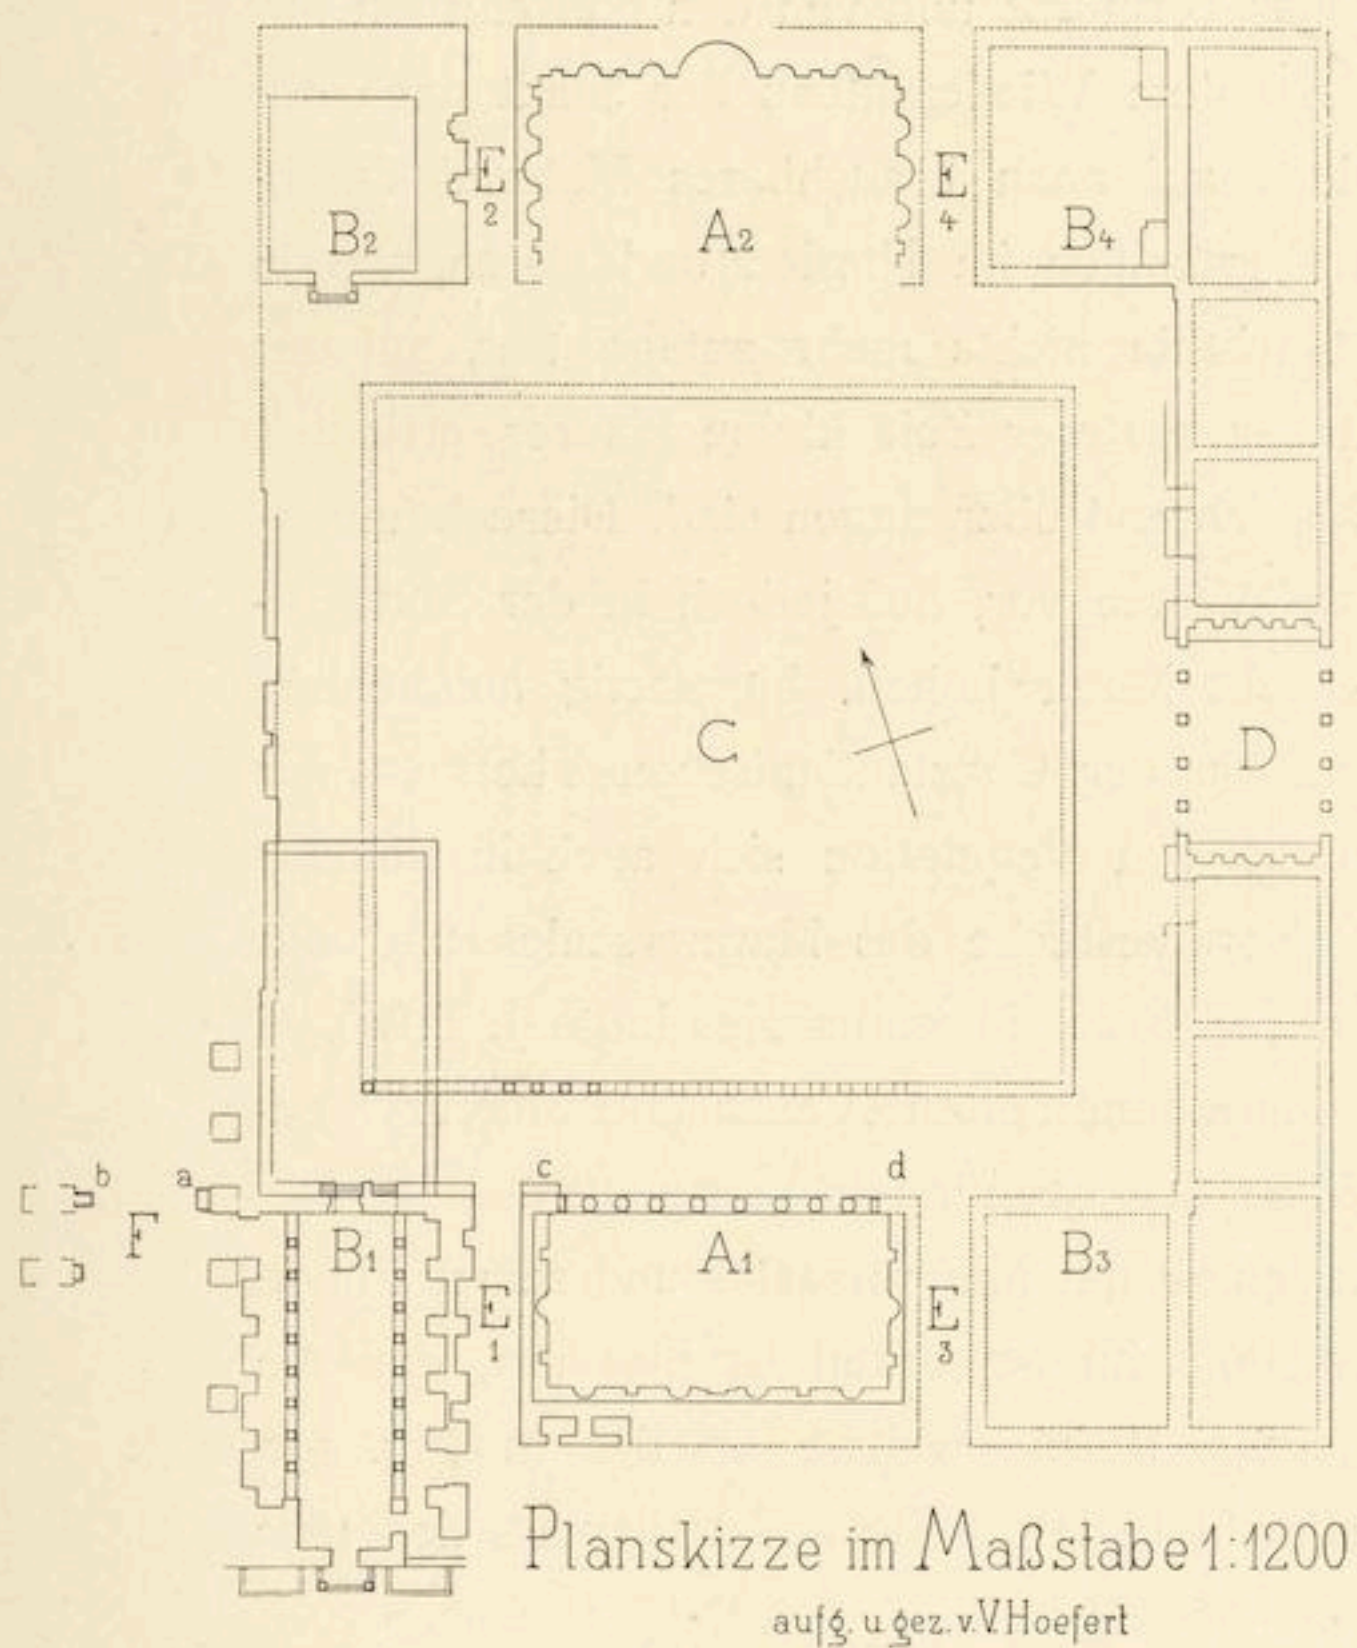 E
2
E
4
B2
A2
B4
C
D
b
a
c
d
F
B1
A1
B3
E
1
E
3
Planskizze im Maßstabe 1:1200
aufg. u. gez. v. V. Hoefert